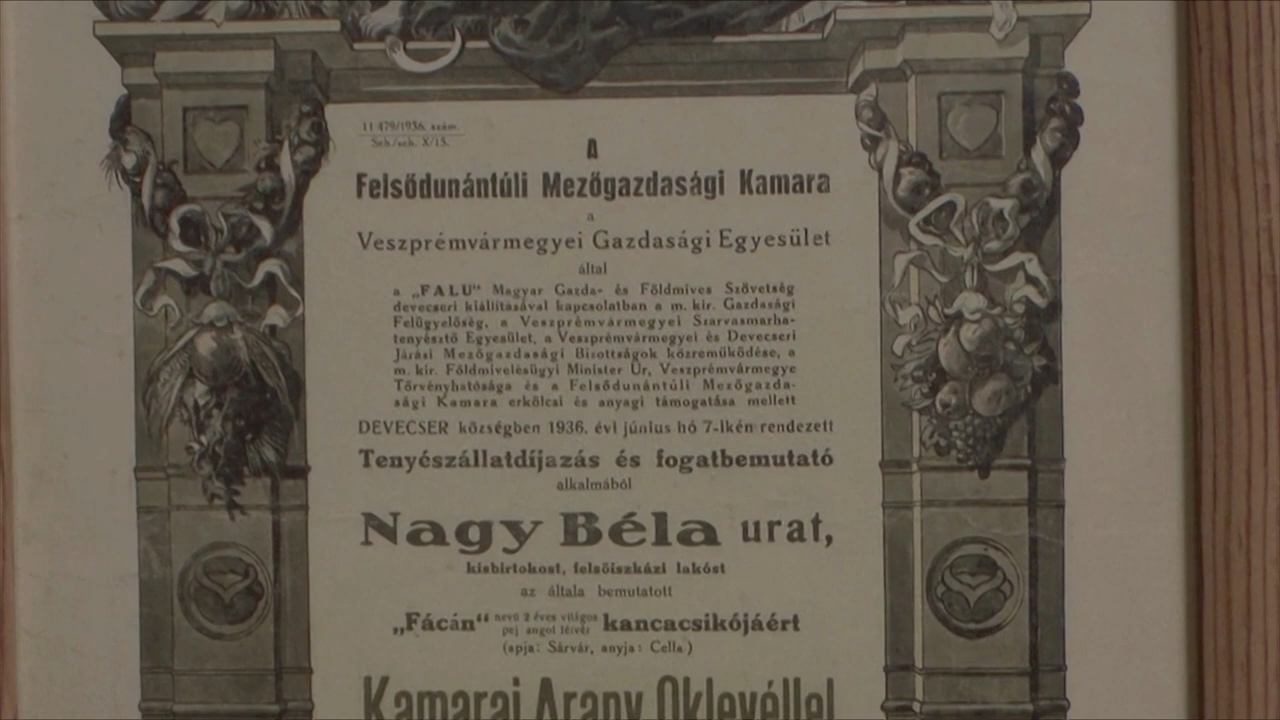 11 479/1936. szám.
Sch./sch. X/15.
A
Felsődunántúli Mezőgazdasági Kamara
a
Veszprémvármegyei Gazdasági Egyesület
által
a „FALU" Magyar Gazda- és Földmíves Szövetség
devecseri kiállításával kapcsolatban a m. kir. Gazdasági
Felügyelőség, a Veszprémvármegyei Szarvasmarha-
tenyésztő Egyesület, a Veszprémvármegyei és Devecseri
Járási Mezőgazdasági Bizottságok közreműködése, a
m. kir. Földmívelésügyi Minister Úr, Veszprémvármegye
Törvényhatósága és a Felsődunántúli Mezőgazda-
sági Kamara erkölcsi és anyagi támogatása mellett
DEVECSER községben 1936. évi június hó 7-ikén rendezett
Tenyészállatdíjazás és fogatbemutató
alkalmából
Nagy Béla urat,
kisbirtokost, felsőiszkázi lakóst
az általa bemutatott
„Fácán" nevű 2 éves világos pej angol félvér kancacsikójáért
(apja: Sárvár, anyja: Cella)
Kamarai Arany Oklevéllel